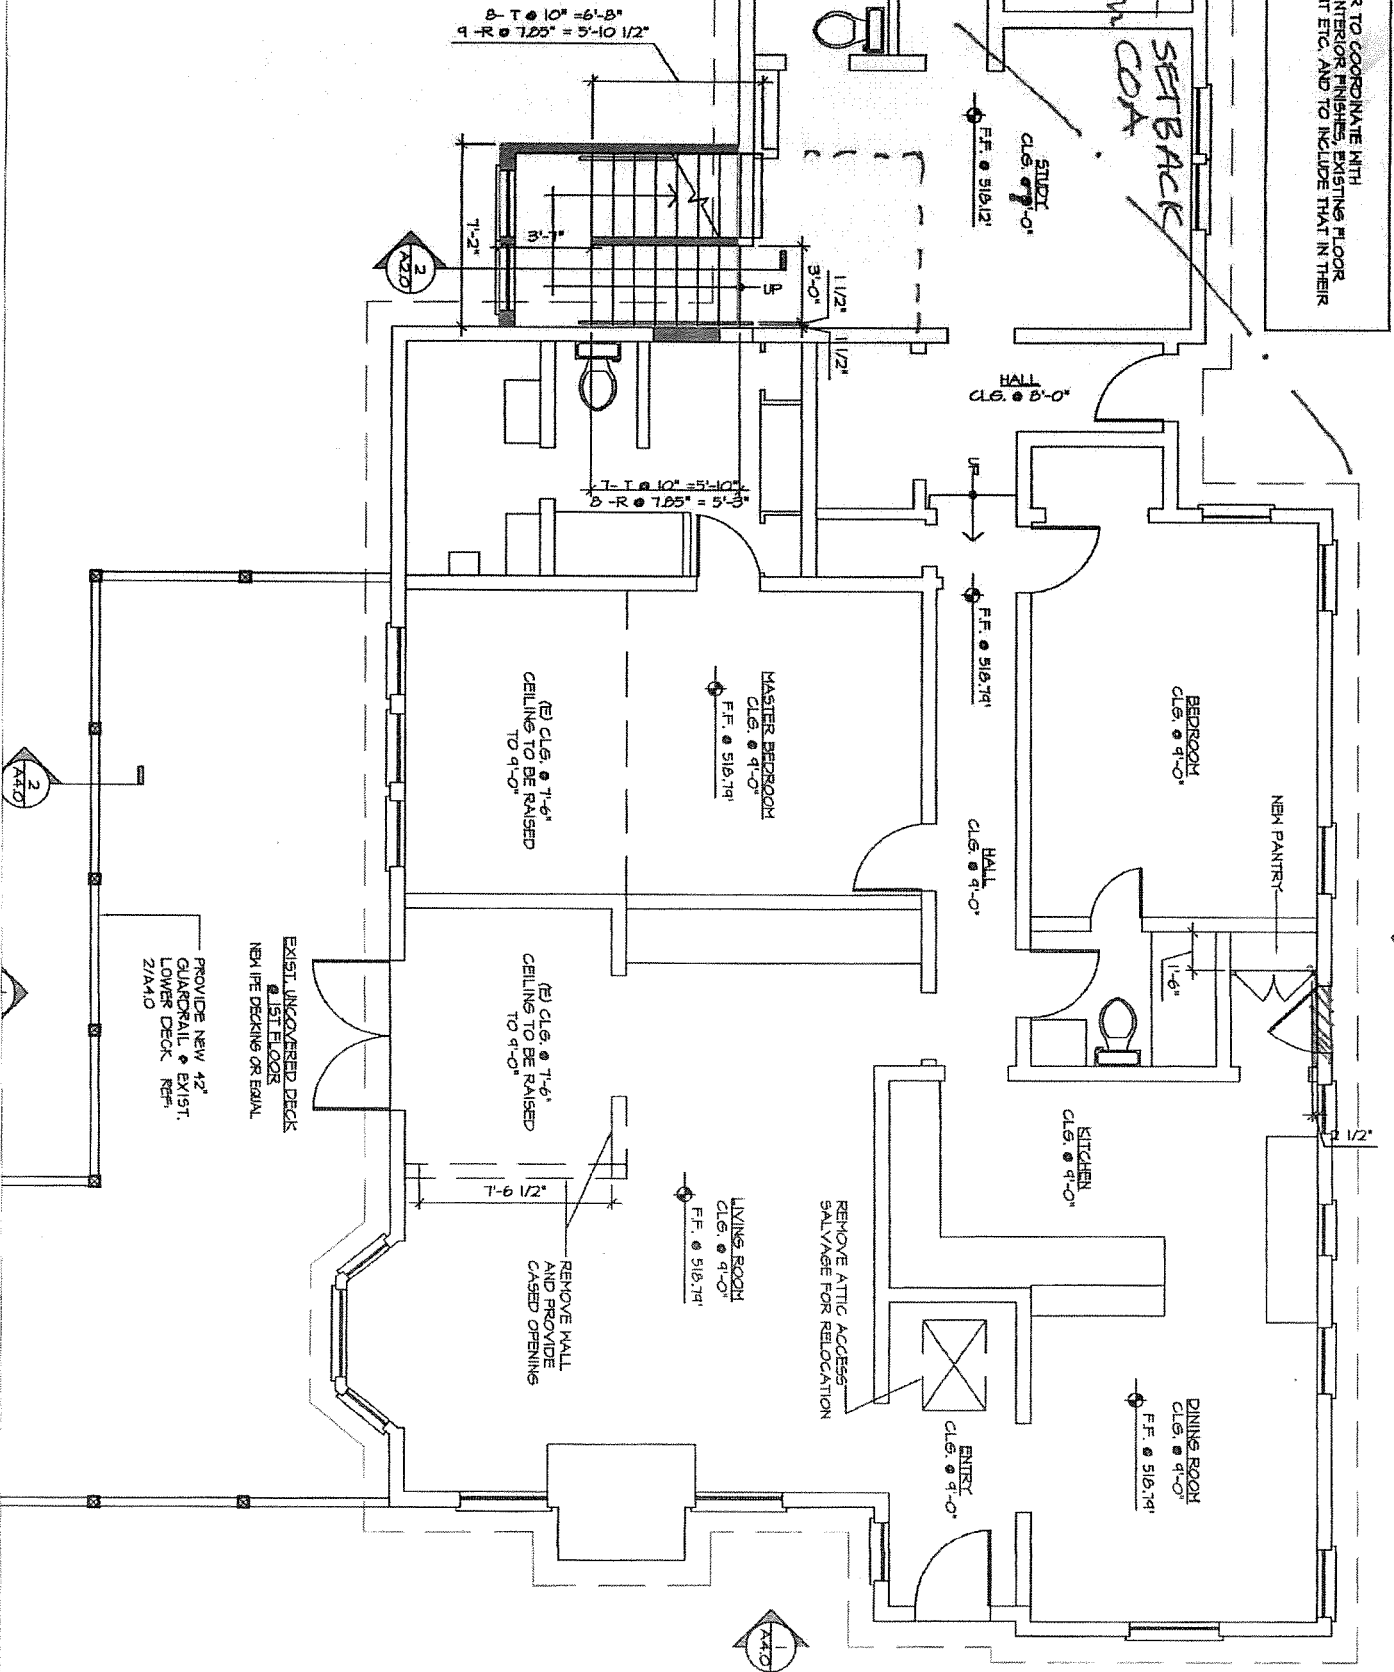 R TO COORDINATE WITH
NTERIOR FINISHES, EXISTING FLOOR
T ETC. AND TO INCLUDE THAT IN THEIR
SETBACK
COA
8- T @ 10" =6'-8"
9 -R @ 7.85" = 5'-10 1/2"
STUDY
F.F. @ 518.12'
7'-2"
3'-7"
2
A2.0
UP
3'-0"
1 1/2"
1 1/2"
HALL
CLG. @ 8'-0"
7- T @ 10" =5'-10"
8 -R @ 7.85" = 5'-3"
UP
F.F. @ 518.79'
BEDROOM
CLG. @ 9'-0"
NEW PANTRY
MASTER BEDROOM
CLG. @ 9'-0"
F.F. @ 518.79'
(E) CLG. @ 7'-6"
CEILING TO BE RAISED
TO 9'-0"
HALL
CLG. @ 9'-0"
1'-6"
2
A4.0
PROVIDE NEW 42"
GUARDRAIL @ EXIST.
LOWER DECK. REF:
2/A4.0
EXIST. UNCOVERED DECK
@ 1ST FLOOR
NEW IPE DECKING OR EQUAL
(E) CLG. @ 7'-6"
CEILING TO BE RAISED
TO 9'-0"
KITCHEN
CLG. @ 9'-0"
2 1/2"
7'-6 1/2"
LIVING ROOM
CLG. @ 9'-0"
F.F. @ 518.79'
REMOVE ATTIC ACCESS
SALVAGE FOR RELOCATION
REMOVE WALL
AND PROVIDE
CASED OPENING
DINING ROOM
CLG. @ 9'-0"
F.F. @ 518.79'
ENTRY
CLG. @ 9'-0"
1
A4.0